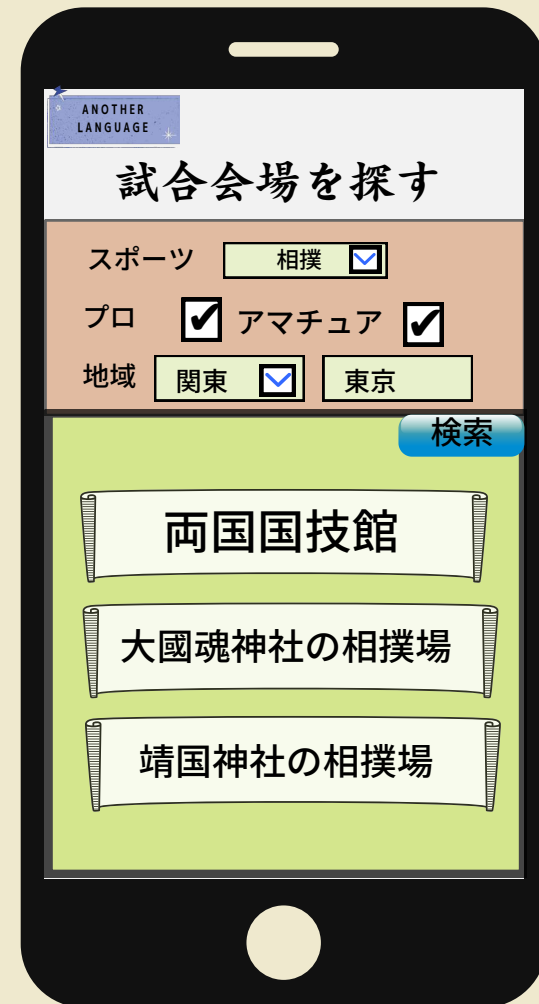 ANOTHER
LANGUAGE
試合会場を探す
スポーツ 相撲
プロ アマチュア
地域 関東 東京
検索
両国国技館
大國魂神社の相撲場
靖国神社の相撲場